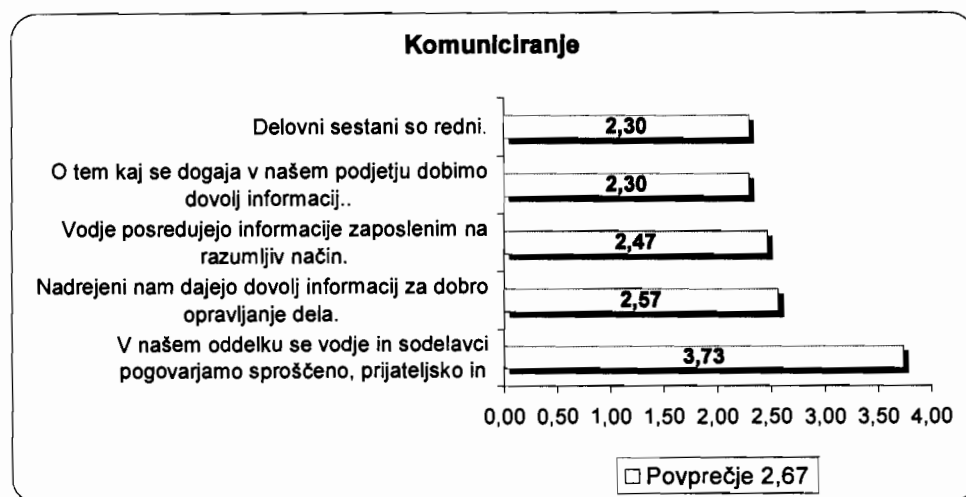 Komuniciranje
Delovni sestani so redni.
2,30
O tem kaj se dogaja v našem podjetju dobimo
dovolj informacij..
2,30
Vodje posredujejo informacije zaposlenim na
razumljiv način.
2,47
Nadrejeni nam dajejo dovolj informacij za dobro
opravljanje dela.
2,57
V našem oddelku se vodje in sodelavci
pogovarjamo sproščeno, prijateljsko in
3,73
0,00 0,50 1,00 1,50 2,00 2,50 3,00 3,50 4,00
Povprečje 2,67